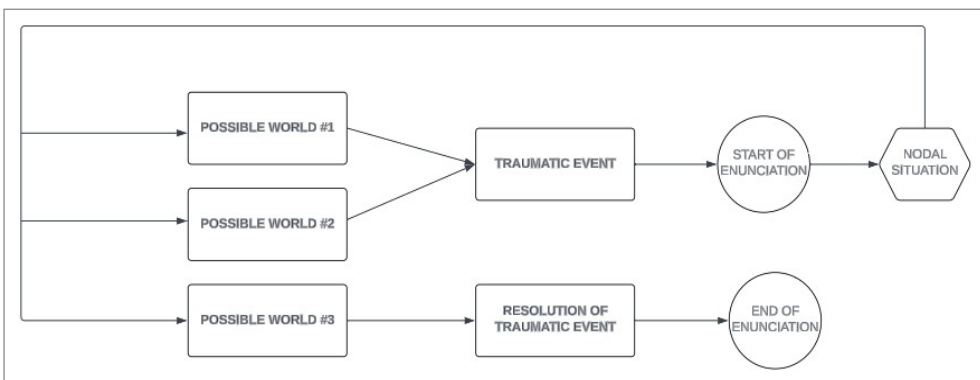 POSSIBLE WORLD #1
TRAUMATIC EVENT
START OF
ENUNCIATION
NODAL
SITUATION
POSSIBLE WORLD #2
POSSIBLE WORLD #3
RESOLUTION OF
TRAUMATIC EVENT
END OF
ENUNCIATION